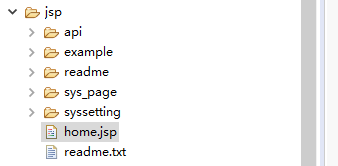 jsp
api
example
readme
sys_page
syssetting
home.jsp
readme.txt